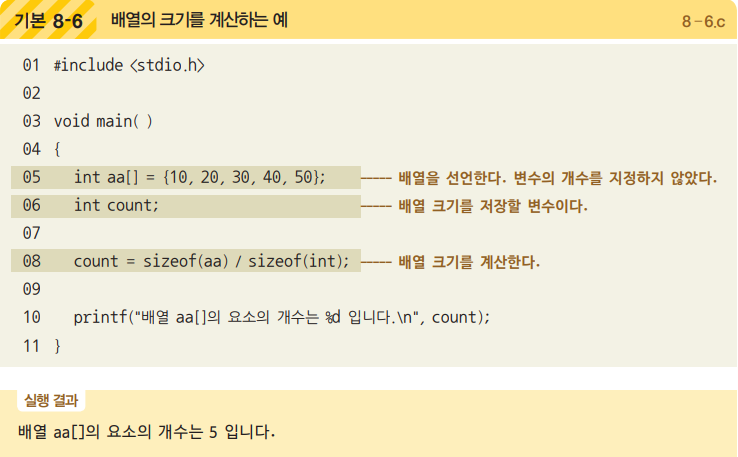 기본 8-6 배열의 크기를 계산하는 예 8-6.c
01 #include <stdio.h>
02
03 void main( )
04 {
05 int aa[] = {10, 20, 30, 40, 50}; ----- 배열을 선언한다. 변수의 개수를 지정하지 않았다.
06 int count; ----- 배열 크기를 저장할 변수이다.
07
08 count = sizeof(aa) / sizeof(int); ----- 배열 크기를 계산한다.
09
10 printf("배열 aa[]의 요소의 개수는 %d 입니다.\n", count);
11 }
실행 결과
배열 aa[]의 요소의 개수는 5 입니다.